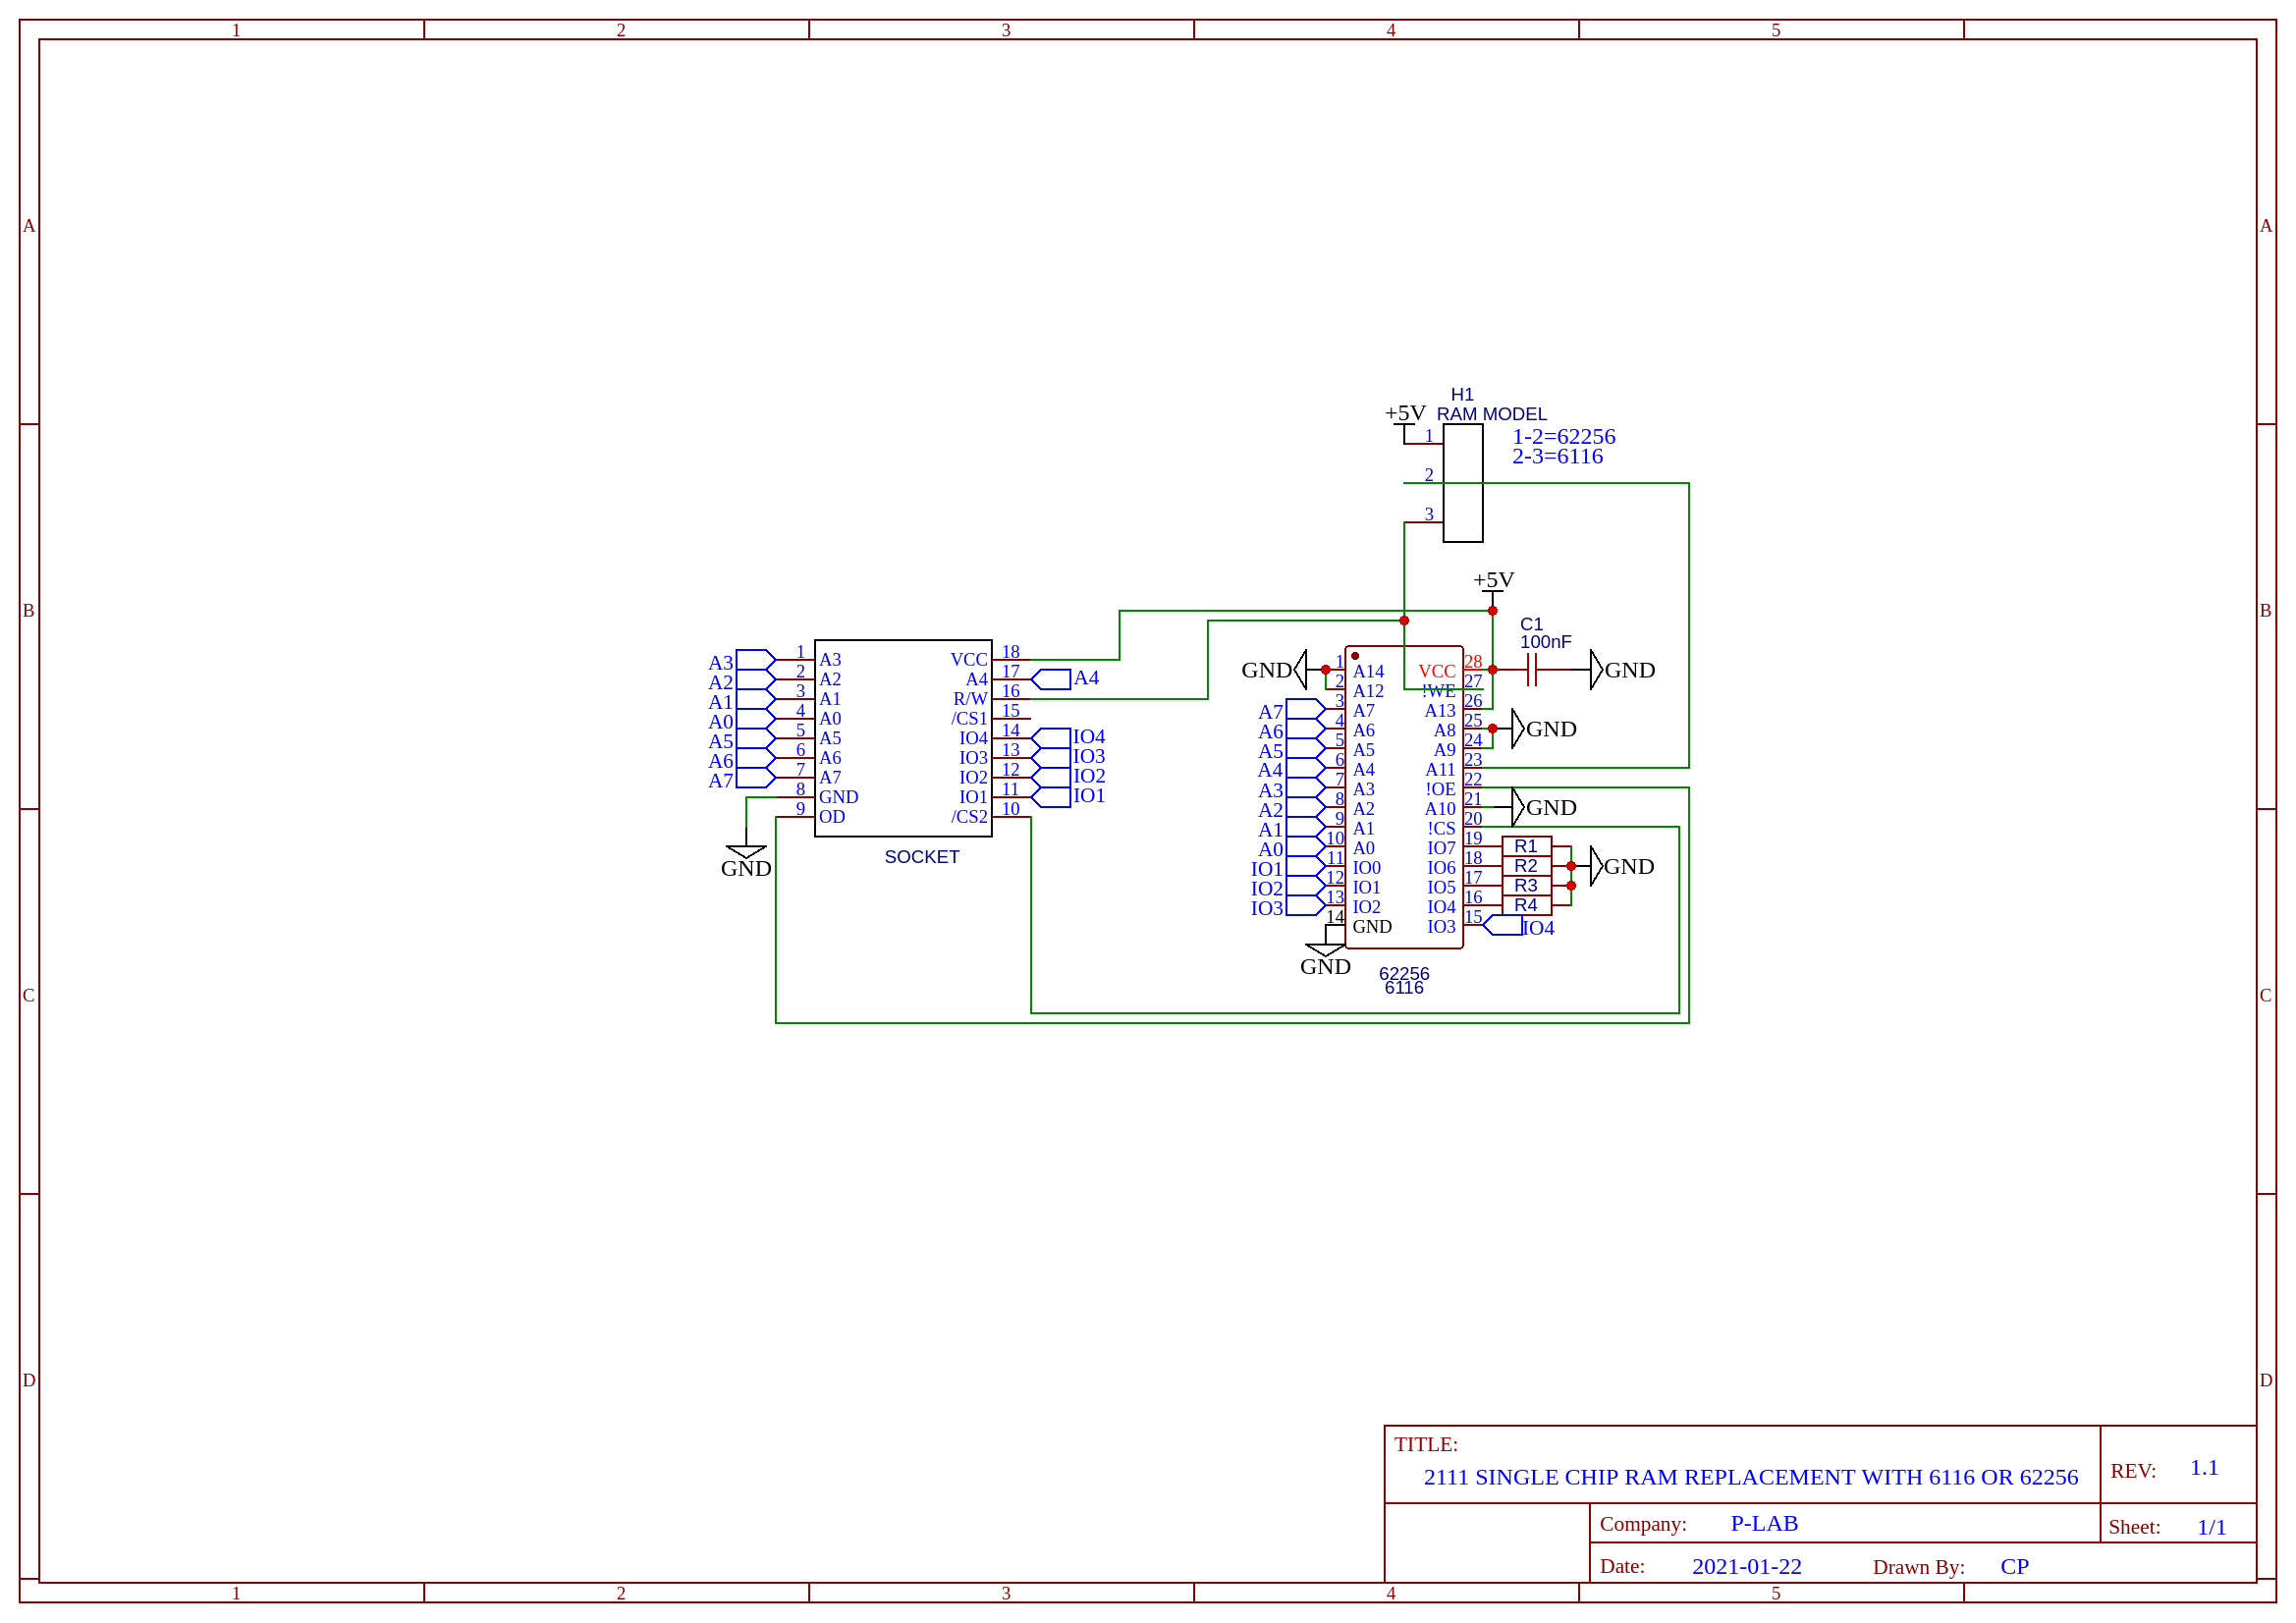 1 2 3 4 5
A A
H1
+5V RAM MODEL
1 1-2=62256
2-3=6116
2
3
+5V
B B
C1
100nF
A3 1 A3 VCC 18
A2 2 A2 A4 17 A4
A1 3 A1 R/W 16
A0 4 A0 /CS1 15
A5 5 A5 IO4 14 IO4
A6 6 A6 IO3 13 IO3
A7 7 A7 IO2 12 IO2
8 GND IO1 11 IO1
9 OD /CS2 10
GND
SOCKET
GND 1 A14 VCC 28 GND
2 A12 !WE 27
A7 3 A7 A13 26
A6 4 A6 A8 25 GND
A5 5 A5 A9 24
A4 6 A4 A11 23
A3 7 A3 !OE 22
A2 8 A2 A10 21 GND
A1 9 A1 !CS 20
A0 10 A0 IO7 19 R1
IO1 11 IO0 IO6 18 R2 GND
IO2 12 IO1 IO5 17 R3
IO3 13 IO2 IO4 16 R4
14 GND IO3 15 IO4
GND
62256
6116
C C
D D
TITLE:
2111 SINGLE CHIP RAM REPLACEMENT WITH 6116 OR 62256
REV: 1.1
Company: P-LAB
Sheet: 1/1
Date: 2021-01-22 Drawn By: CP
1 2 3 4 5